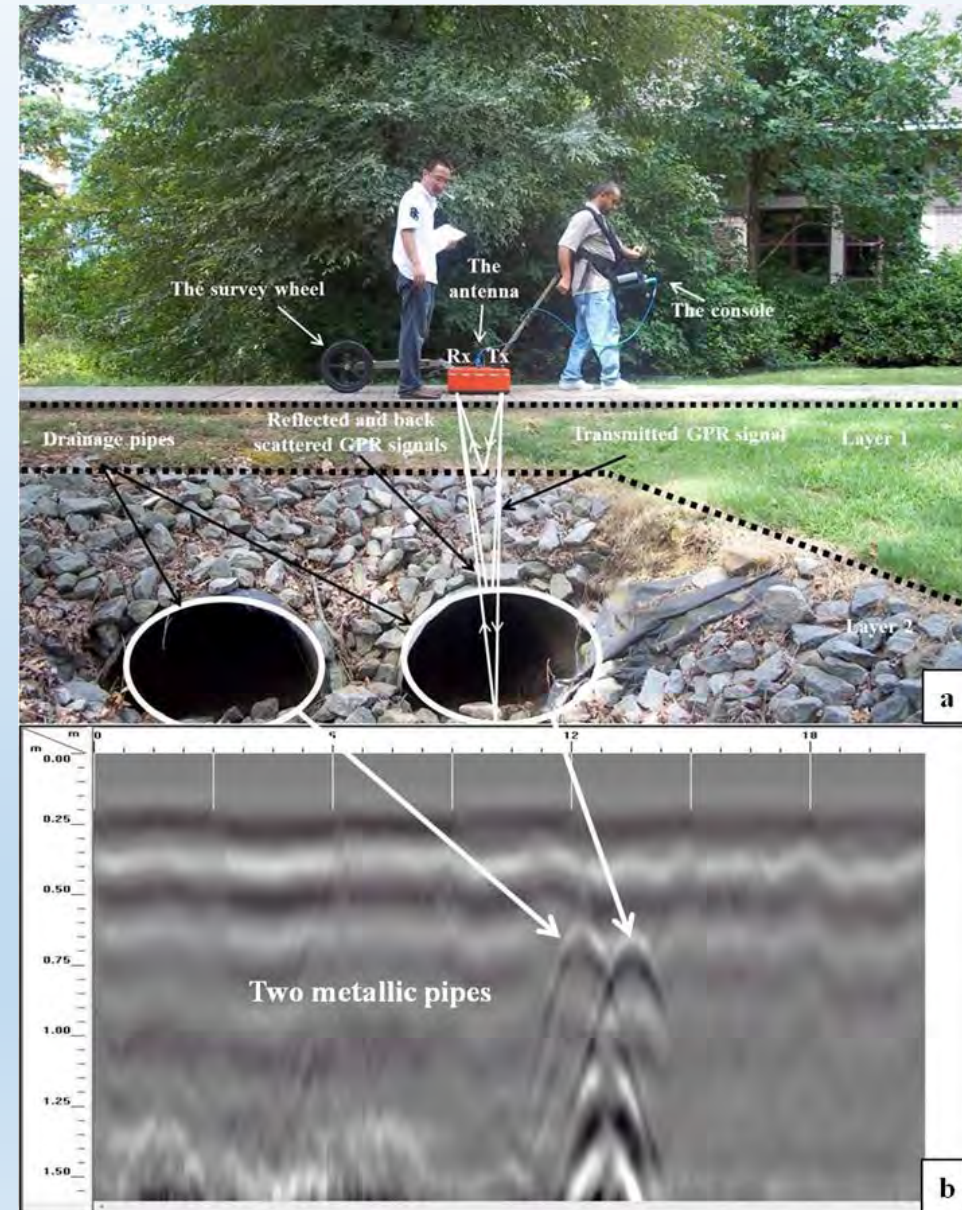 The survey wheel
The
antenna
The console
Rx Tx
Drainage pipes
Reflected and back
scattered GPR signals
Transmitted GPR signal
Layer 1
Layer 2
a
m
m
0
12
18
0.00
0.25
0.50
0.75
1.00
1.25
1.50
Two metallic pipes
b